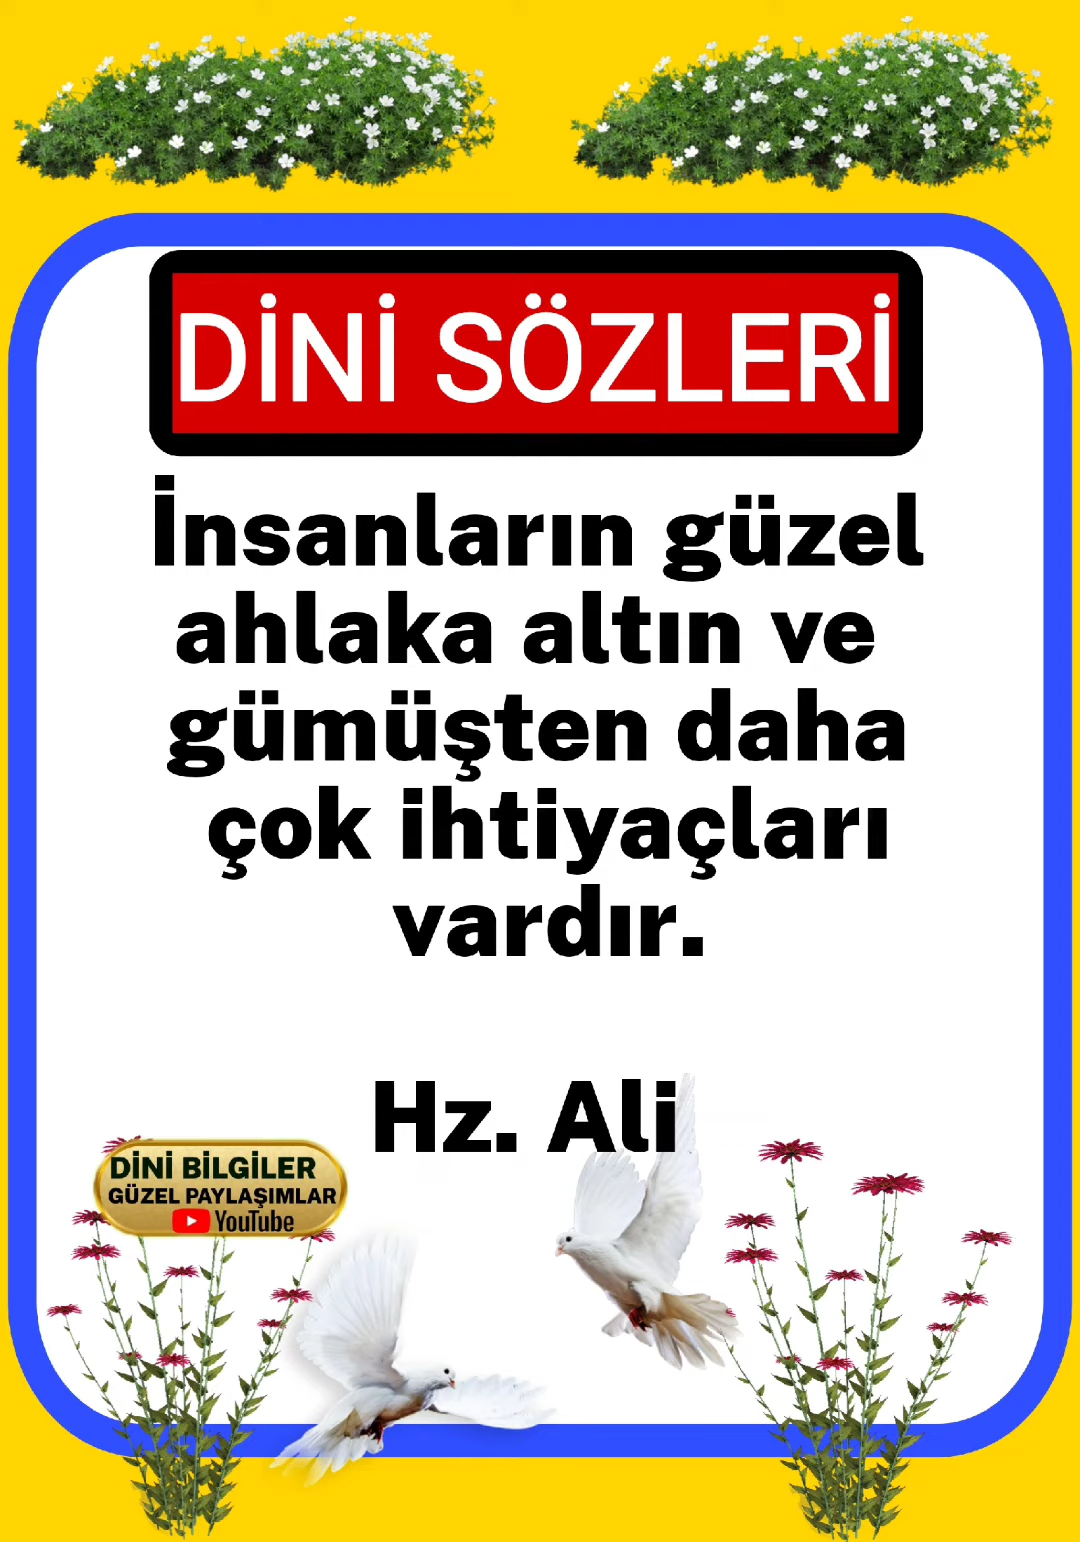 DİNİ SÖZLERİ
İnsanların güzel
ahlaka altın ve
gümüşten daha
çok ihtiyaçları
vardır.
Hz. Ali
DİNİ BİLGİLER
GÜZEL PAYLAŞIMLAR
YouTube